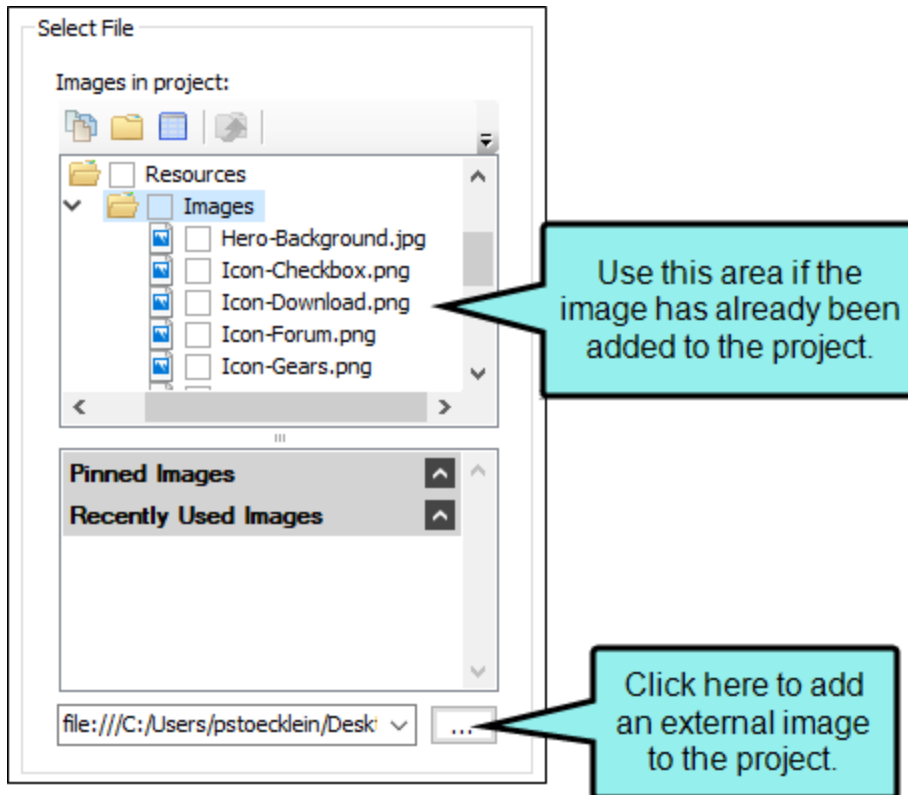 Select File
Images in project:
Resources
Images
Hero-Background.jpg
Icon-Checkbox.png
Icon-Download.png
Icon-Forum.png
Icon-Gears.png
Use this area if the
image has already been
added to the project.
Pinned Images
Recently Used Images
file:///C:/Users/pstoecklein/Desk
...
Click here to add
an external image
to the project.